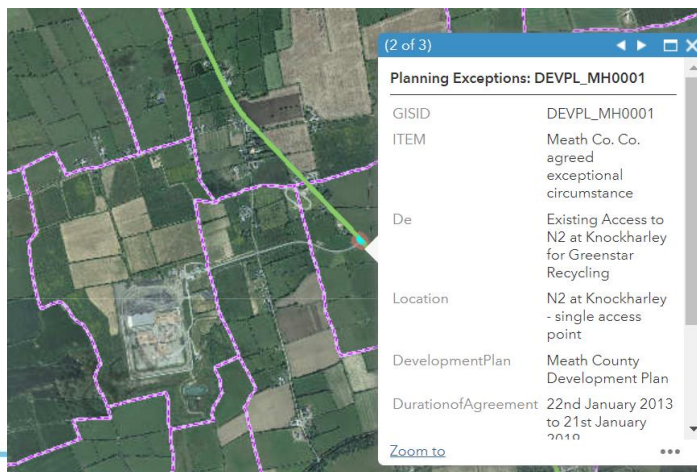 (2 of 3)
Planning Exceptions: DEVPL_MH0001
GISID DEVPL_MH0001
ITEM Meath Co. Co.
agreed
exceptional
circumstance
De Existing Access to
N2 at Knockharley
for Greenstar
Recycling
Location N2 at Knockharley
- single access
point
DevelopmentPlan Meath County
Development Plan
DurationofAgreement 22nd January 2013
to 21st January
2019
Zoom to